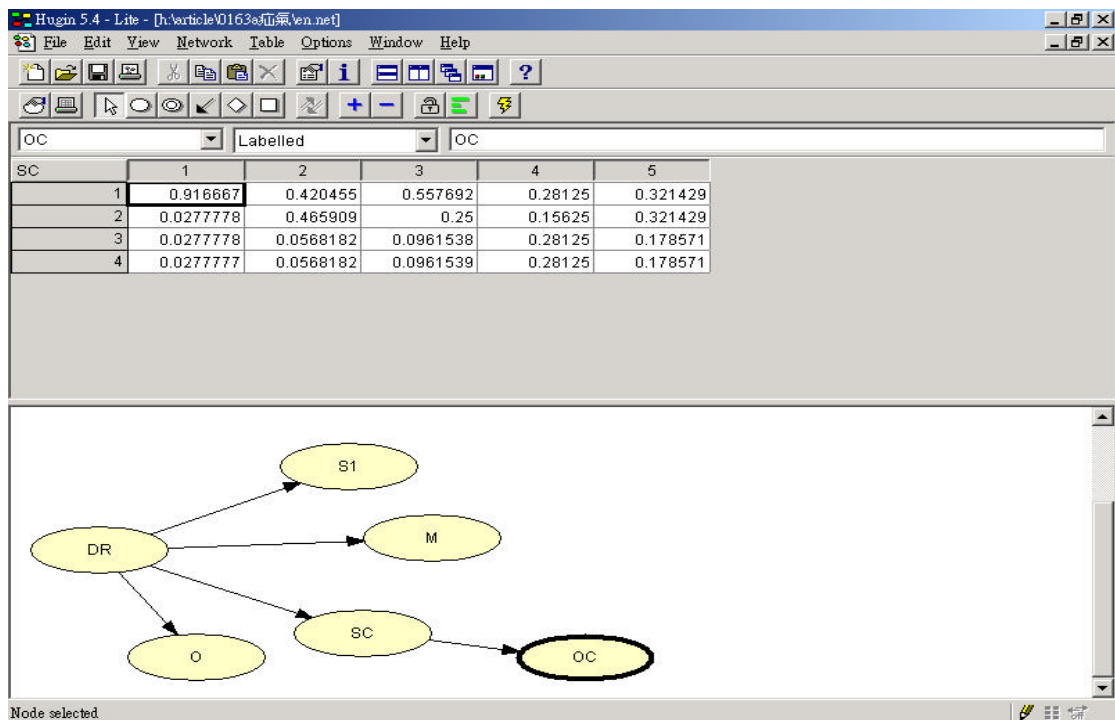 Hugin 5.4 - Lite - [h:\article\0163a疝氣\en.net]
File Edit View Network Table Options Window Help
OC Labelled OC
SC 1 2 3 4 5
1 0.916667 0.420455 0.557692 0.28125 0.321429
2 0.0277778 0.465909 0.25 0.15625 0.321429
3 0.0277778 0.0568182 0.0961538 0.28125 0.178571
4 0.0277777 0.0568182 0.0961539 0.28125 0.178571
S1
M
DR
SC
O
OC
Node selected